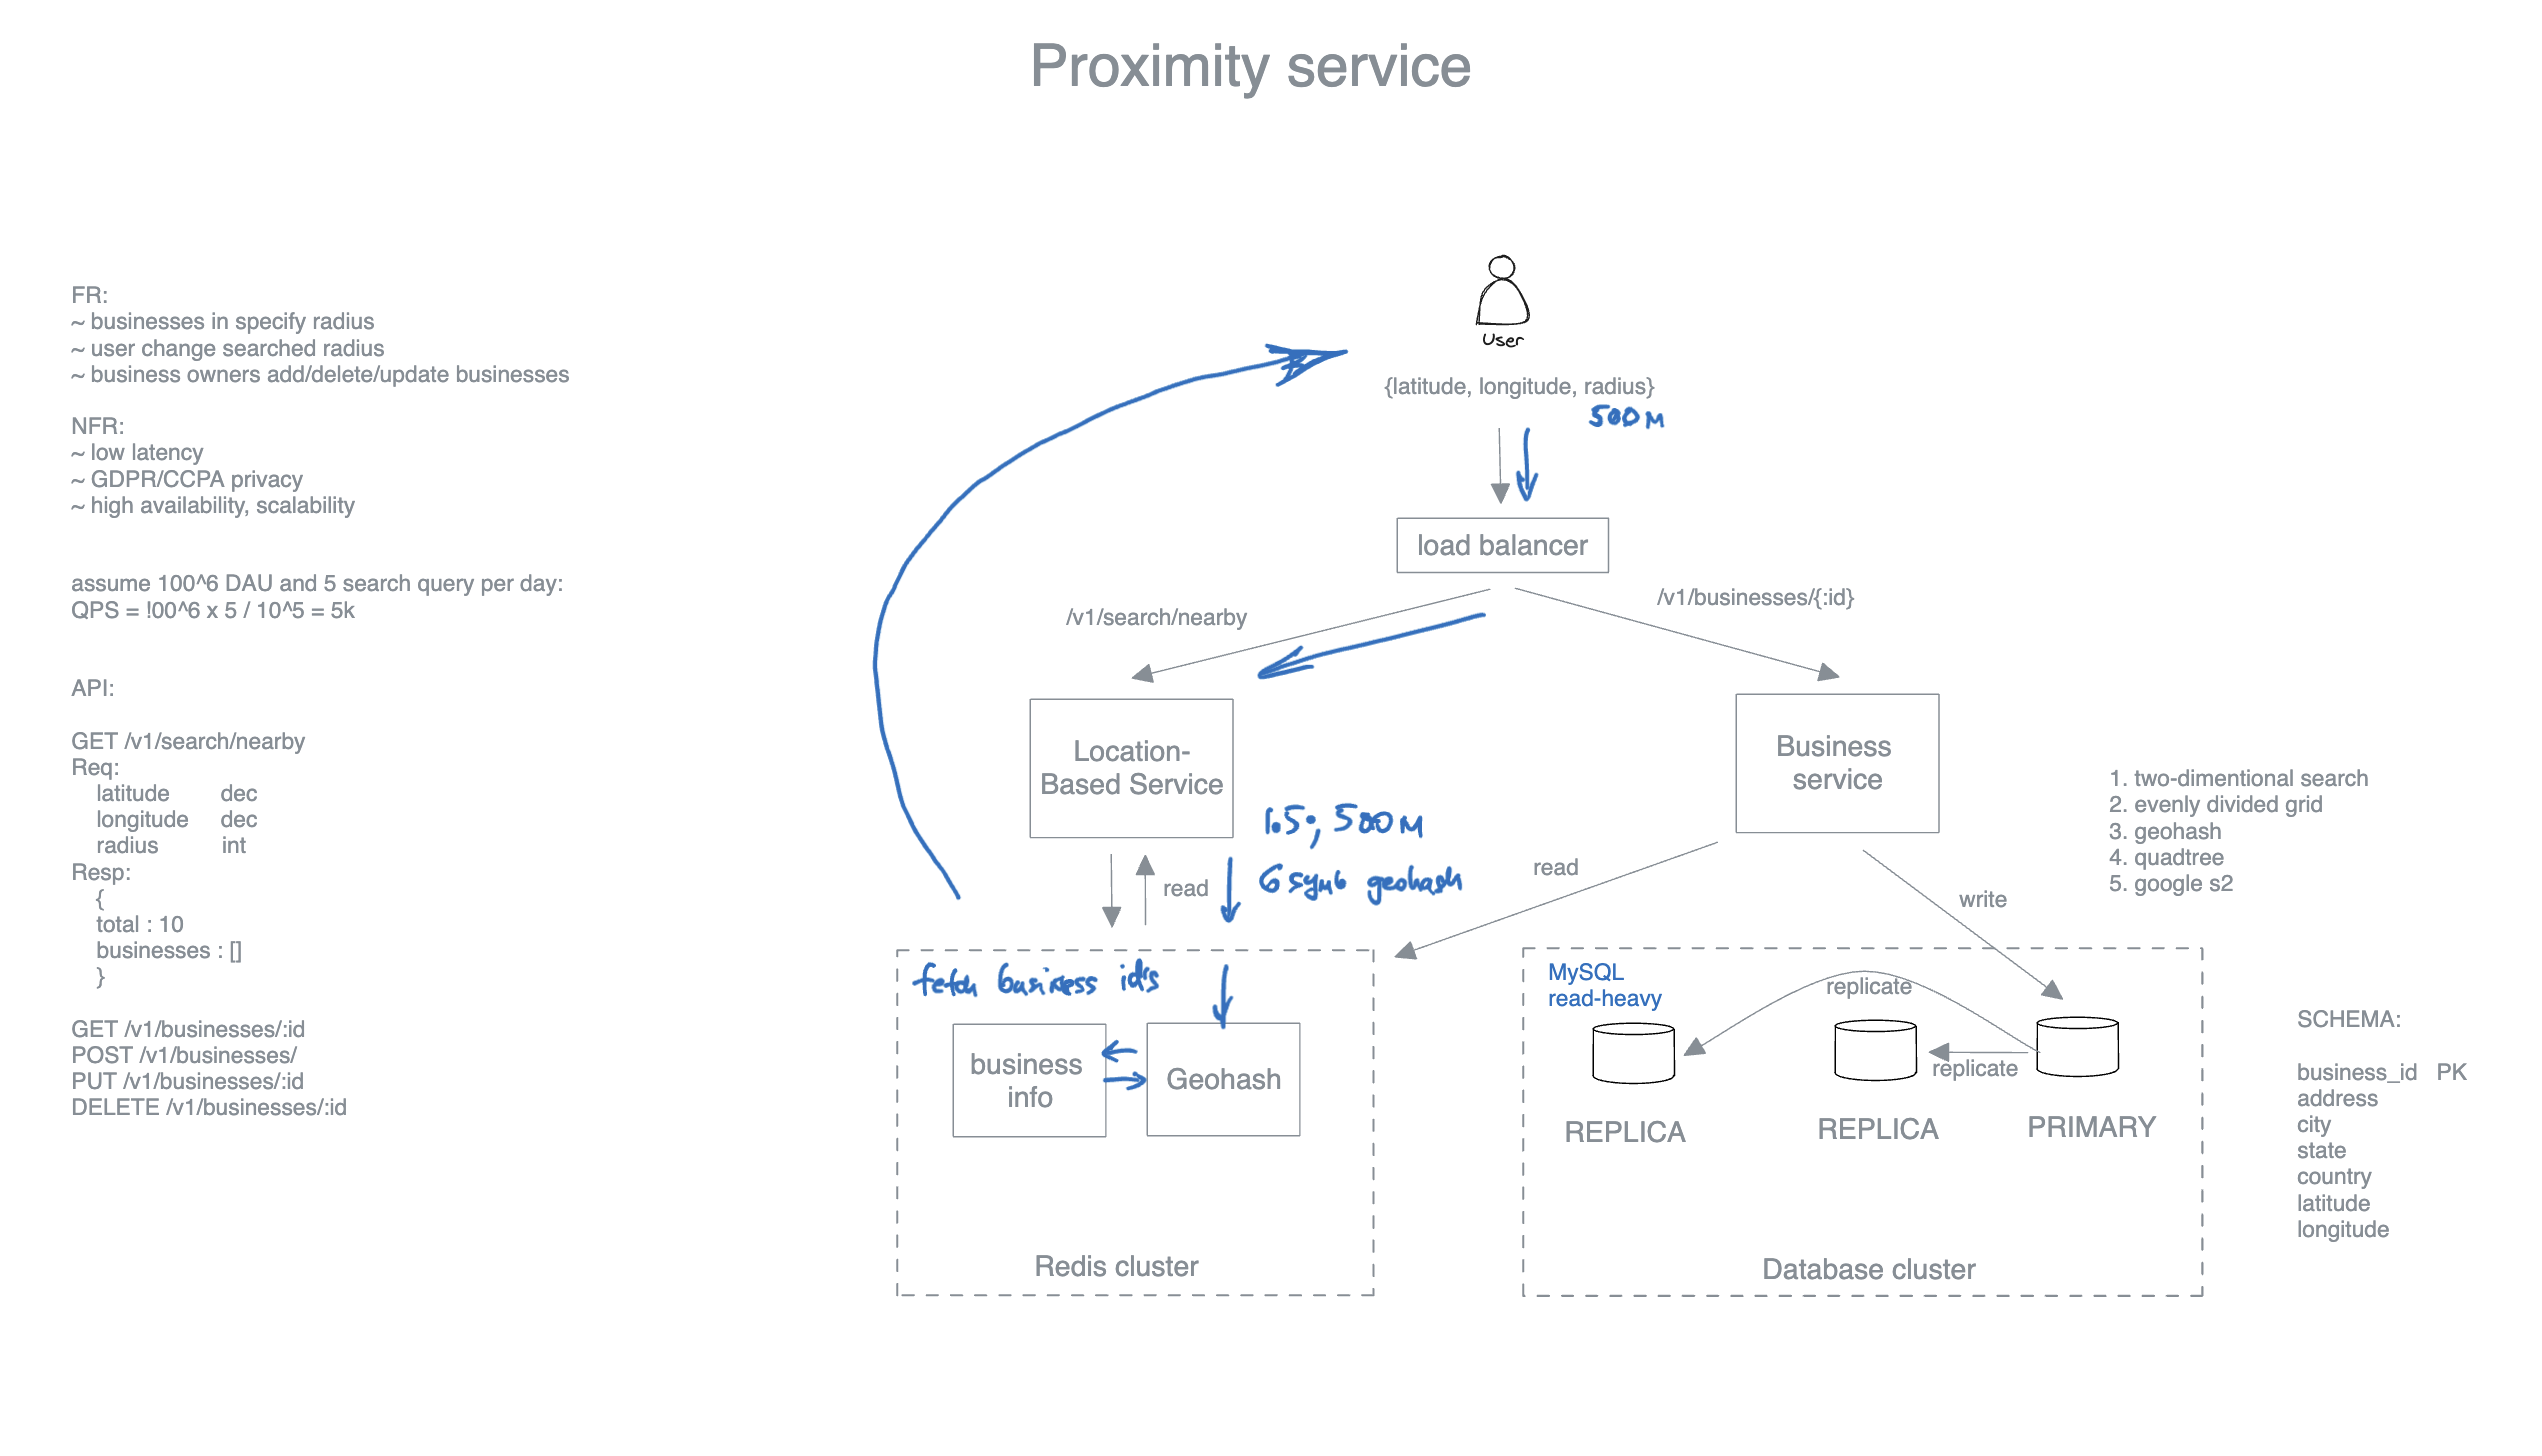 Proximity service
FR:
~ businesses in specify radius
~ user change searched radius
~ business owners add/delete/update businesses
NFR:
~ low latency
~ GDPR/CCPA privacy
~ high availability, scalability
assume 100^6 DAU and 5 search query per day:
QPS = !00^6 x 5 / 10^5 = 5k
API:
GET /v1/search/nearby
Req:
latitude dec
longitude dec
radius int
Resp:
{
total : 10
businesses : []
}
GET /v1/businesses/:id
POST /v1/businesses/
PUT /v1/businesses/:id
DELETE /v1/businesses/:id
User
{latitude, longitude, radius}
500 M
load balancer
/v1/search/nearby
/v1/businesses/{:id}
Location-
Based Service
Business
service
500 M
read
6 symb geohash
read
write
fetch business id's
business
info
Geohash
Redis cluster
MySQL
read-heavy
replicate
replicate
REPLICA
REPLICA
PRIMARY
Database cluster
1. two-dimentional search
2. evenly divided grid
3. geohash
4. quadtree
5. google s2
SCHEMA:
business_id PK
address
city
state
country
latitude
longitude